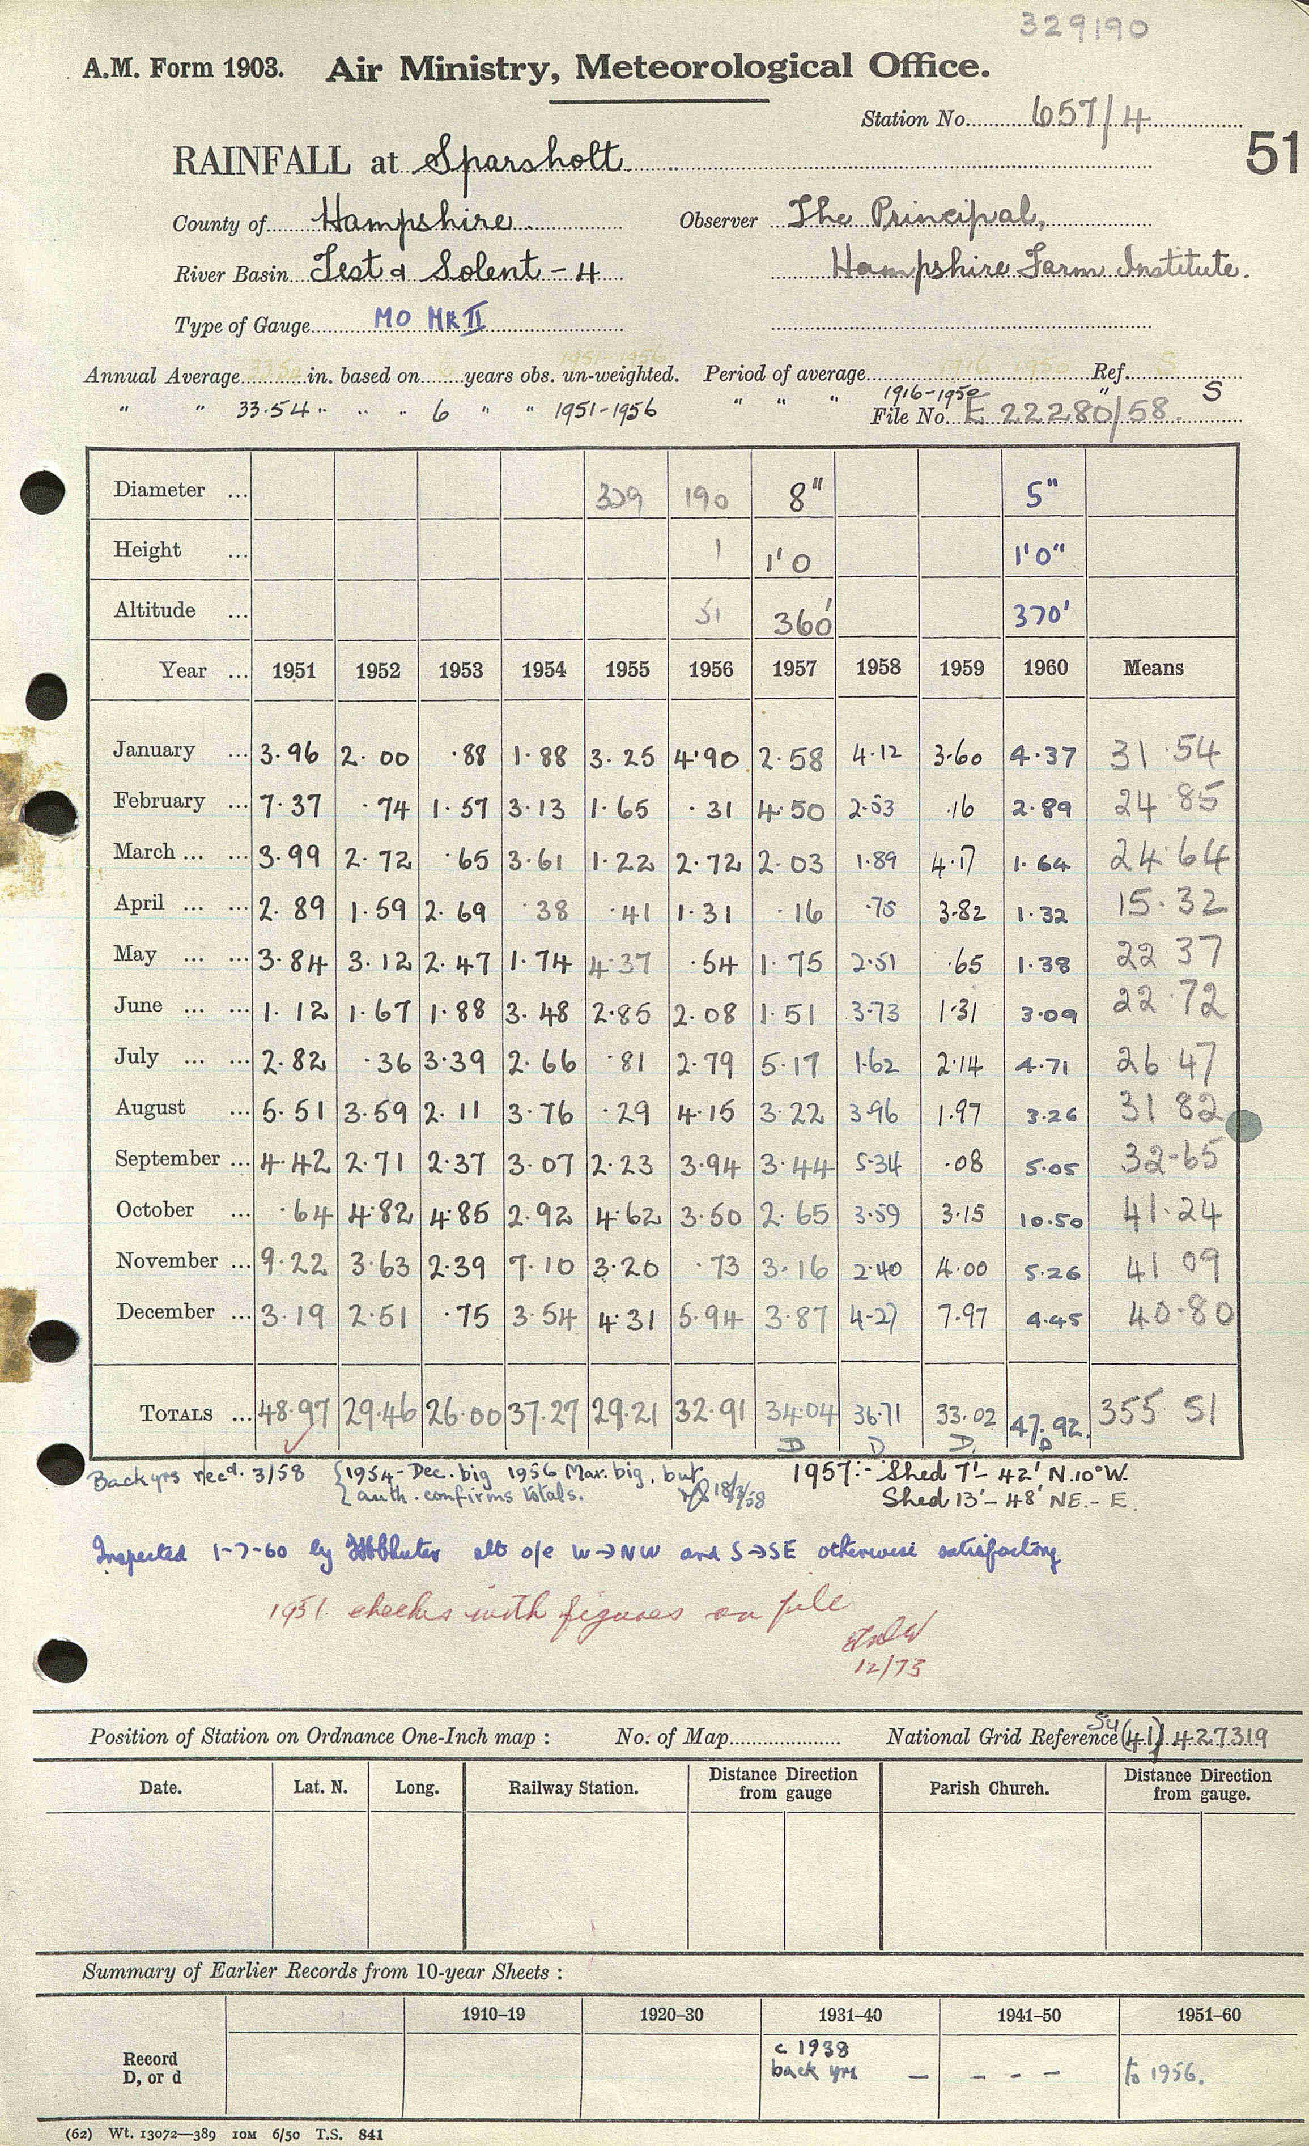 329190
A.M. Form 1903. Air Ministry, Meteorological Office.
Station No. 657/4
51
RAINFALL at Sparsholt
County of Hampshire Observer The Principal,
River Basin Test & Solent - 4 Hampshire Farm Institute.
Type of Gauge MO Mk II
1951-1956
Annual Average 33.54 in. based on 6 years obs. un-weighted. Period of average 1916-1950 Ref. S
" " 33.54 " " " 6 " " 1951-1956 " " " 1916-1950 " S
File No. E 22280/58
Diameter ... 329 190 8" 5"
Height ... 1 1'0 1'0"
Altitude ... 51 360' 370'
Year ... 1951 1952 1953 1954 1955 1956 1957 1958 1959 1960 Means
January ... 3.96 2.00 .88 1.88 3.25 4.90 2.58 4.12 3.60 4.37 31.54
February ... 7.37 .74 1.57 3.13 1.65 .31 4.50 2.53 .16 2.89 24 85
March ... ... 3.99 2.72 .65 3.61 1.22 2.72 2.03 1.89 4.17 1.64 24.64
April ... ... 2.89 1.59 2.69 .38 .41 1.31 .16 .75 3.82 1.32 15.32
May ... ... 3.84 3.12 2.47 1.74 4.37 .54 1.75 2.51 .65 1.38 22 37
June ... ... 1.12 1.67 1.88 3.48 2.85 2.08 1.51 3.73 1.31 3.09 22.72
July ... ... 2.82 .36 3.39 2.66 .81 2.79 5.17 1.62 2.14 4.71 26 47
August ... 5.51 3.59 2.11 3.76 .29 4.15 3.22 3.96 1.97 3.26 31 82
September ... 4.42 2.71 2.37 3.07 2.23 3.94 3.44 5.34 .08 5.05 32.65
October ... .64 4.82 4.85 2.92 4.62 3.50 2.65 3.59 3.15 10.50 41.24
November ... 9.22 3.63 2.39 7.10 3.20 .73 3.16 2.40 4.00 5.26 41 09
December ... 3.19 2.51 .75 3.54 4.31 5.94 3.87 4.27 7.97 4.45 40.80
TOTALS ... 48.97 29.46 26.00 37.27 29.21 32.91 34.04 36.71 33.02 47.92. 355 51
D D D D
Back yrs rec'd. 3/58 {1954 - Dec. big 1956 Max. big, but 1957:- Shed 7'- 42' N.10°W.
auth. confirms totals. 18/3/58 Shed 13'- 48' NE.- E.
Inspected 1-7-60 by alt o/e W→NW and S→SE otherwise satisfactory
1951 checks with figures on file
12/73
Position of Station on Ordnance One-Inch map : No. of Map National Grid Reference SU (41) 427319
Date. Lat. N. Long. Railway Station. Distance Direction from gauge Parish Church. Distance Direction from gauge.
Summary of Earlier Records from 10-year Sheets :
1910-19 1920-30 1931-40 1941-50 1951-60
Record D, or d c 1938 back yrs - - - - to 1956.
(62) Wt. 13072—389 10M 6/50 T.S. 841